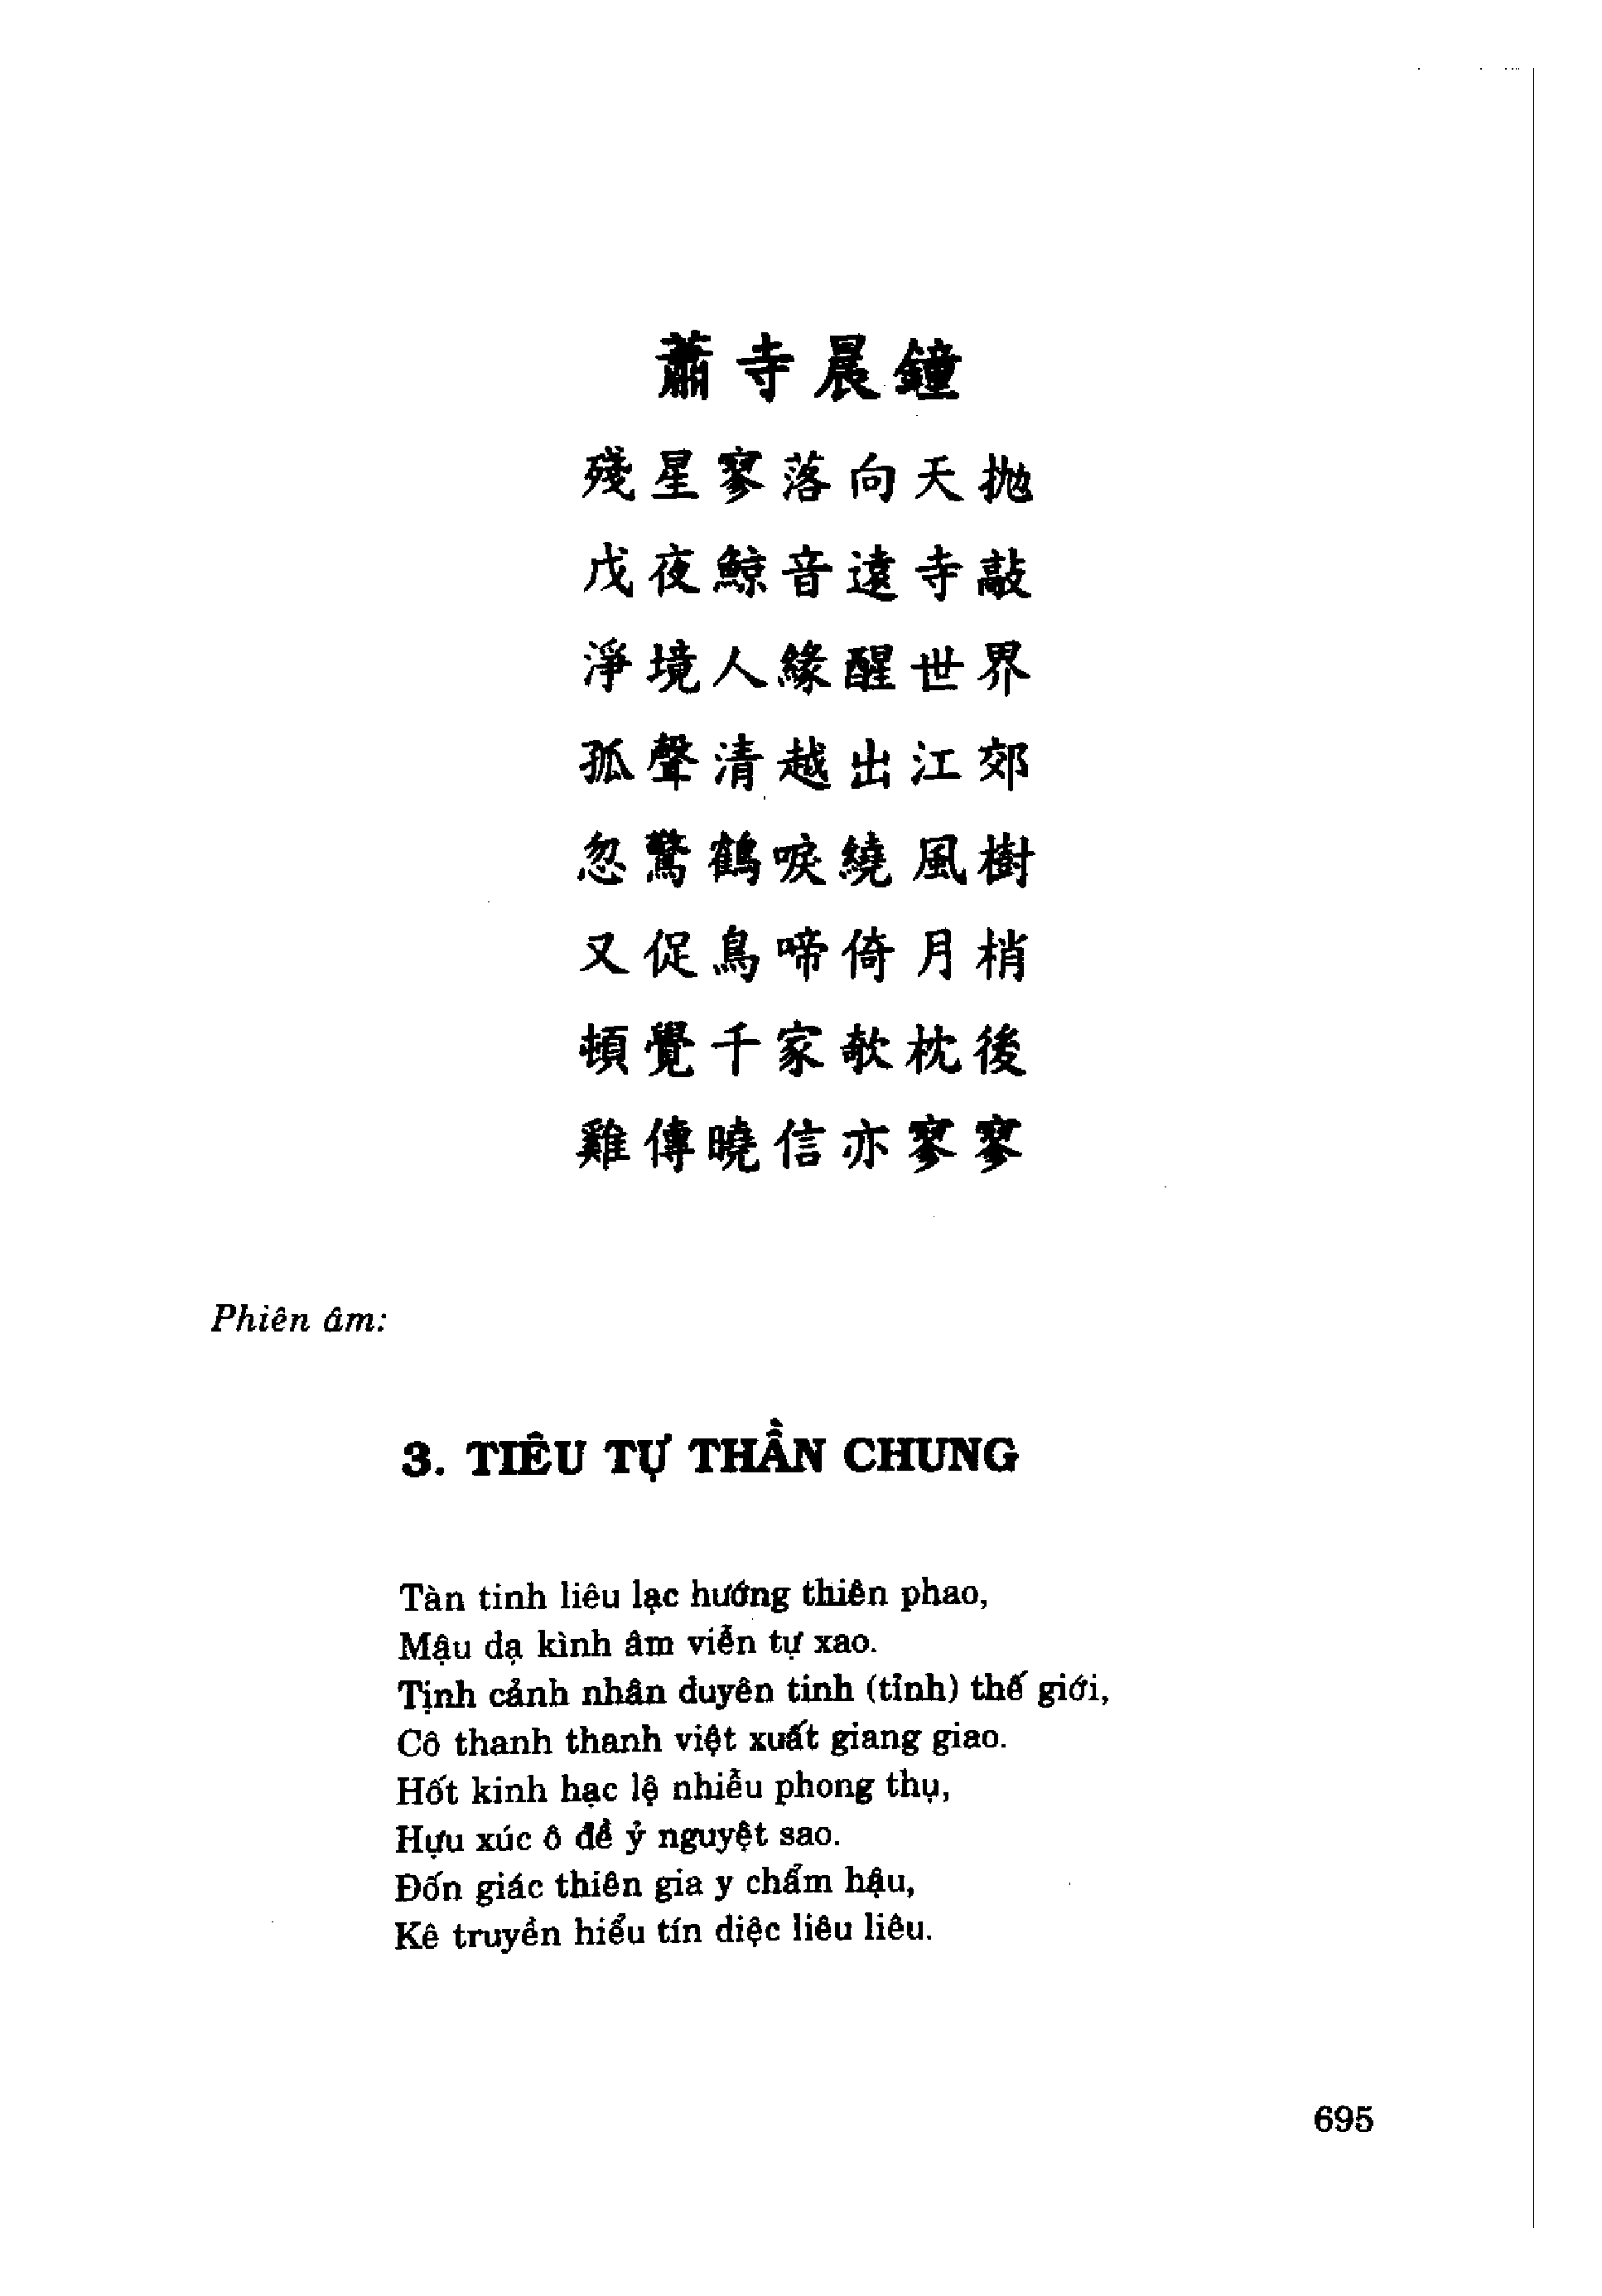 蕭寺晨鐘
殘星寥落向天拋
戊夜鯨音遠寺敲
淨境人緣醒世界
孤聲清越出江郊
忽驚鶴唳繞風樹
又促鳥啼倚月梢
頓覺千家欹枕後
雞傳曉信亦寥寥
Phiên âm:
3. TIÊU TỰ THẦN CHUNG
Tàn tinh liêu lạc hướng thiên phao,
Mậu dạ kình âm viễn tự xao.
Tịnh cảnh nhân duyên tinh (tỉnh) thế giới,
Cô thanh thanh việt xuất giang giao.
Hốt kinh hạc lệ nhiễu phong thụ,
Hựu xúc ô đề ỷ nguyệt sao.
Đốn giác thiên gia y chẩm hậu,
Kê truyền hiểu tín diệc liêu liêu.
695